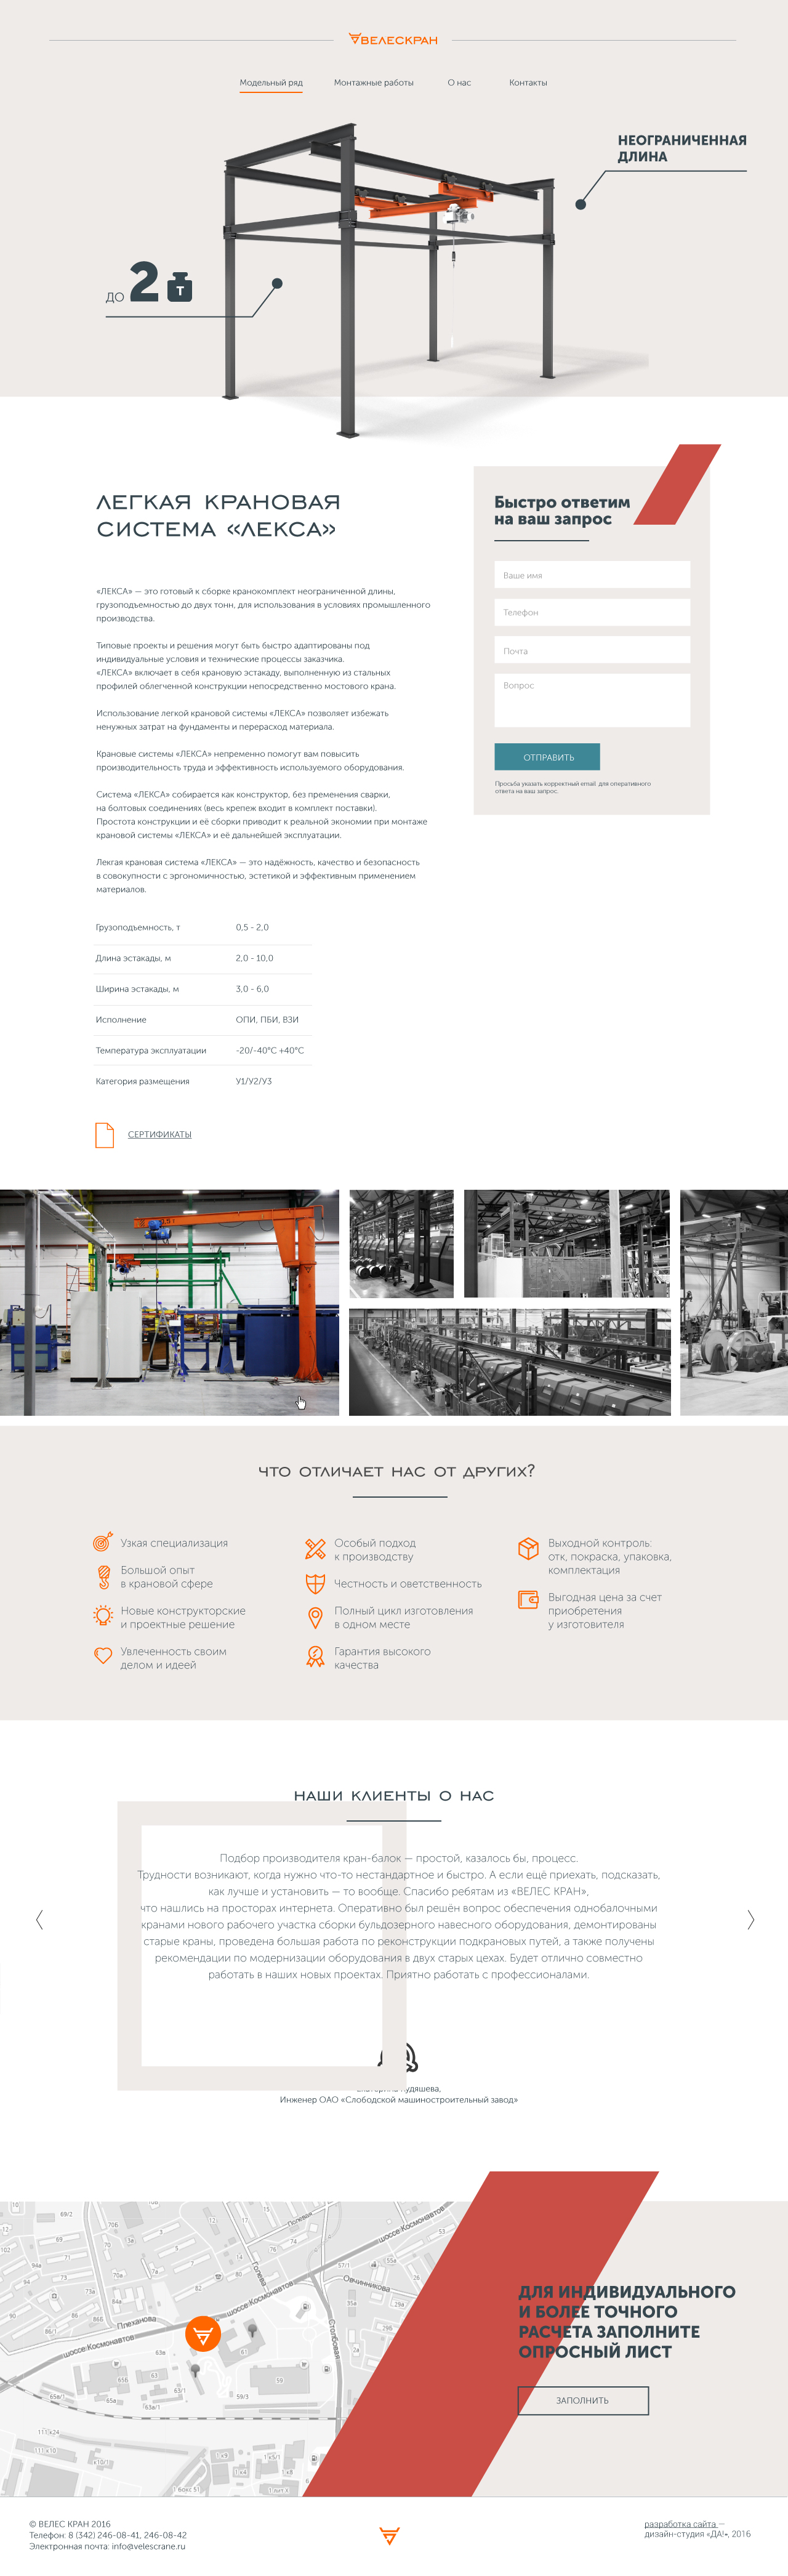 ВЕЛЕСКРАН
Модельный ряд
Монтажные работы
О нас
Контакты
НЕОГРАНИЧЕННАЯ
ДЛИНА
ДО 2 Т
ЛЕГКАЯ КРАНОВАЯ
СИСТЕМА «ЛЕКСА»
«ЛЕКСА» — это готовый к сборке кранокомплект неограниченной длины,
грузоподъемностью до двух тонн, для использования в условиях промышленного
производства.
Типовые проекты и решения могут быть быстро адаптированы под
индивидуальные условия и технические процессы заказчика.
«ЛЕКСА» включает в себя крановую эстакаду, выполненную из стальных
профилей облегченной конструкции непосредственно мостового крана.
Использование легкой крановой системы «ЛЕКСА» позволяет избежать
ненужных затрат на фундаменты и перерасход материала.
Крановые системы «ЛЕКСА» непременно помогут вам повысить
производительность труда и эффективность используемого оборудования.
Система «ЛЕКСА» собирается как конструктор, без пременения сварки,
на болтовых соединениях (весь крепеж входит в комплект поставки).
Простота конструкции и её сборки приводит к реальной экономии при монтаже
крановой системы «ЛЕКСА» и её дальнейшей эксплуатации.
Лекгая крановая система «ЛЕКСА» — это надёжность, качество и безопасность
в совокупности с эргономичностью, эстетикой и эффективным применением
материалов.
Грузоподъемность, т 0,5 - 2,0
Длина эстакады, м 2,0 - 10,0
Ширина эстакады, м 3,0 - 6,0
Исполнение ОПИ, ПБИ, ВЗИ
Температура эксплуатации -20/-40°С +40°С
Категория размещения У1/У2/У3
СЕРТИФИКАТЫ
Быстро ответим
на ваш запрос
Ваше имя
Телефон
Почта
Вопрос
ОТПРАВИТЬ
Просьба указать корректный email для оперативного
ответа на ваш запрос.
ЧТО ОТЛИЧАЕТ НАС ОТ ДРУГИХ?
Узкая специализация
Большой опыт
в крановой сфере
Новые конструкторские
и проектные решение
Увлеченность своим
делом и идеей
Особый подход
к производству
Честность и оветственность
Полный цикл изготовления
в одном месте
Гарантия высокого
качества
Выходной контроль:
отк, покраска, упаковка,
комплектация
Выгодная цена за счет
приобретения
у изготовителя
НАШИ КЛИЕНТЫ О НАС
Подбор производителя кран-балок — простой, казалось бы, процесс.
Трудности возникают, когда нужно что-то нестандартное и быстро. А если ещё приехать, подсказать,
как лучше и установить — то вообще. Спасибо ребятам из «ВЕЛЕС КРАН»,
что нашлись на просторах интернета. Оперативно был решён вопрос обеспечения однобалочными
кранами нового рабочего участка сборки бульдозерного навесного оборудования, демонтированы
старые краны, проведена большая работа по реконструкции подкрановых путей, а также получены
рекомендации по модернизации оборудования в двух старых цехах. Будет отлично совместно
работать в наших новых проектах. Приятно работать с профессионалами.
Инженер ОАО «Слободской машиностроительный завод»
шоссе Космонавтов
Полевая
Голева
Овчинникова
шоссе Космонавтов
Плеханова
Столбовая
шоссе Космонавтов
ДЛЯ ИНДИВИДУАЛЬНОГО
И БОЛЕЕ ТОЧНОГО
РАСЧЕТА ЗАПОЛНИТЕ
ОПРОСНЫЙ ЛИСТ
ЗАПОЛНИТЬ
© ВЕЛЕС КРАН 2016
Телефон: 8 (342) 246-08-41, 246-08-42
Электронная почта: info@velescrane.ru
разработка сайта —
дизайн-студия «ДА!», 2016